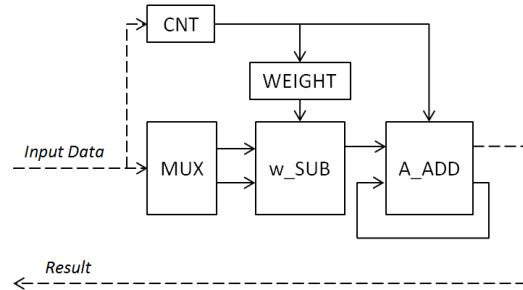 CNT
WEIGHT
Input Data
MUX
w_SUB
A_ADD
Result